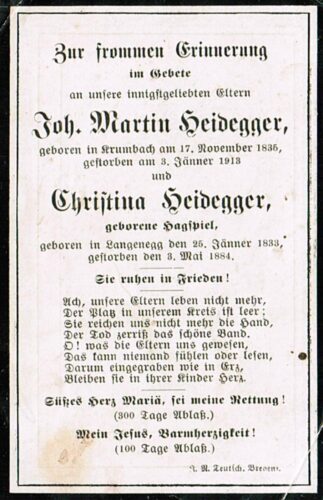 Zur frommen Erinnerung
im Gebete
an unsere innigstgeliebten Eltern
Joh. Martin Heidegger,
geboren in Krumbach am 17. November 1835,
gestorben am 3. Jänner 1913
und
Christina Heidegger,
geborene Hagspiel,
geboren in Langenegg den 25. Jänner 1833,
gestorben den 3. Mai 1884.
Sie ruhen in Frieden!
Ach, unsere Eltern leben nicht mehr,
Der Platz in unserem Kreis ist leer;
Sie reichen uns nicht mehr die Hand,
Der Tod zerriß das schöne Band.
O! was die Eltern uns gewesen,
Das kann niemand fühlen oder lesen,
Darum eingegraben wie in Erz,
Bleiben sie in ihrer Kinder Herz.
Süßes Herz Mariä, sei meine Rettung!
(300 Tage Ablaß.)
Mein Jesus, Barmherzigkeit!
(100 Tage Ablaß.)
J. N. Teutsch, Bregenz.